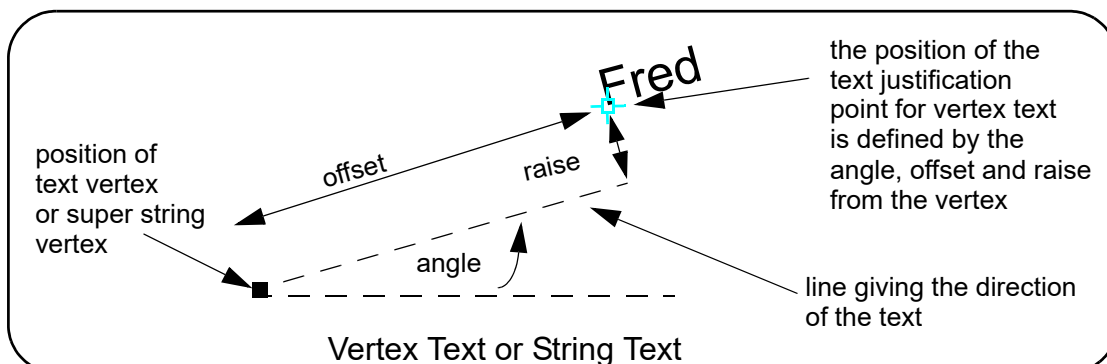 Fred
the position of the
text justification
point for vertex text
is defined by the
angle, offset and raise
from the vertex
position of
text vertex
or super string
vertex
offset
raise
angle
line giving the direction
of the text
Vertex Text or String Text